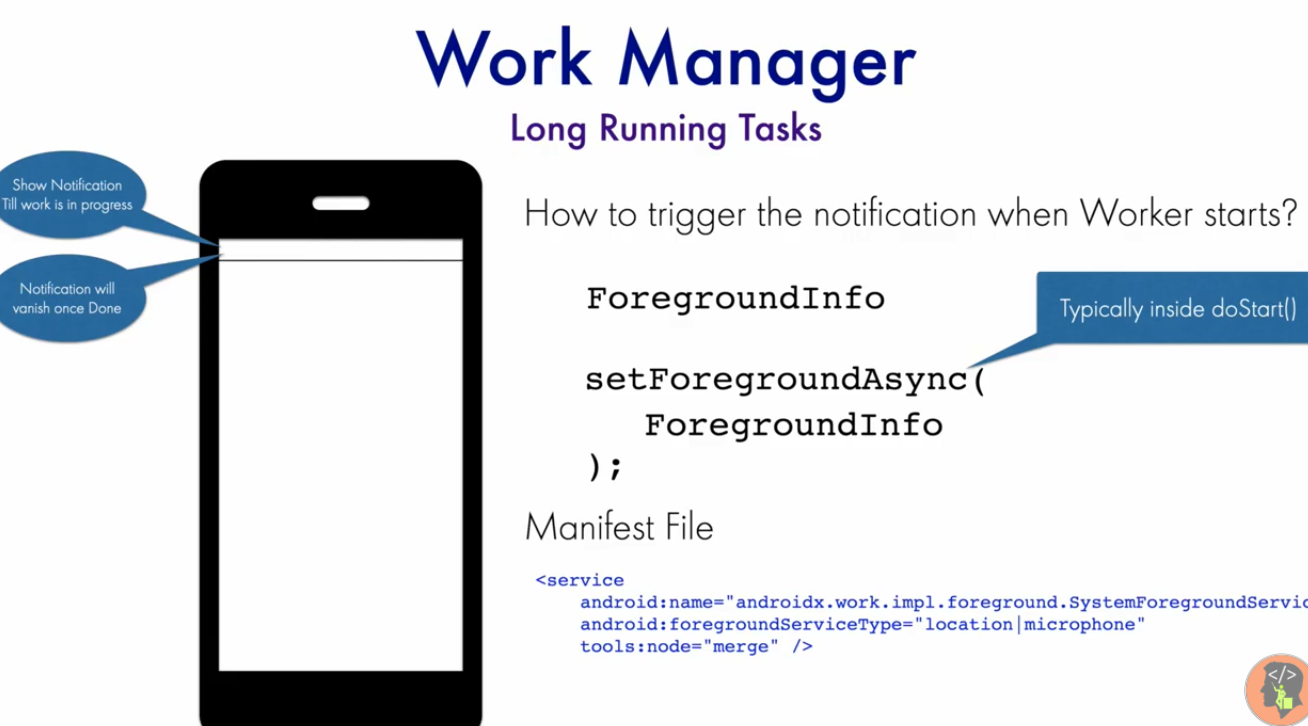 Work Manager
Long Running Tasks
Show Notification
Till work is in progress
Notification will
vanish once Done
How to trigger the notification when Worker starts?
ForegroundInfo
Typically inside doStart()
setForegroundAsync(
ForegroundInfo
);
Manifest File
<service
android:name="androidx.work.impl.foreground.SystemForegroundServic
android:foregroundServiceType="location|microphone"
tools:node="merge" />
</>